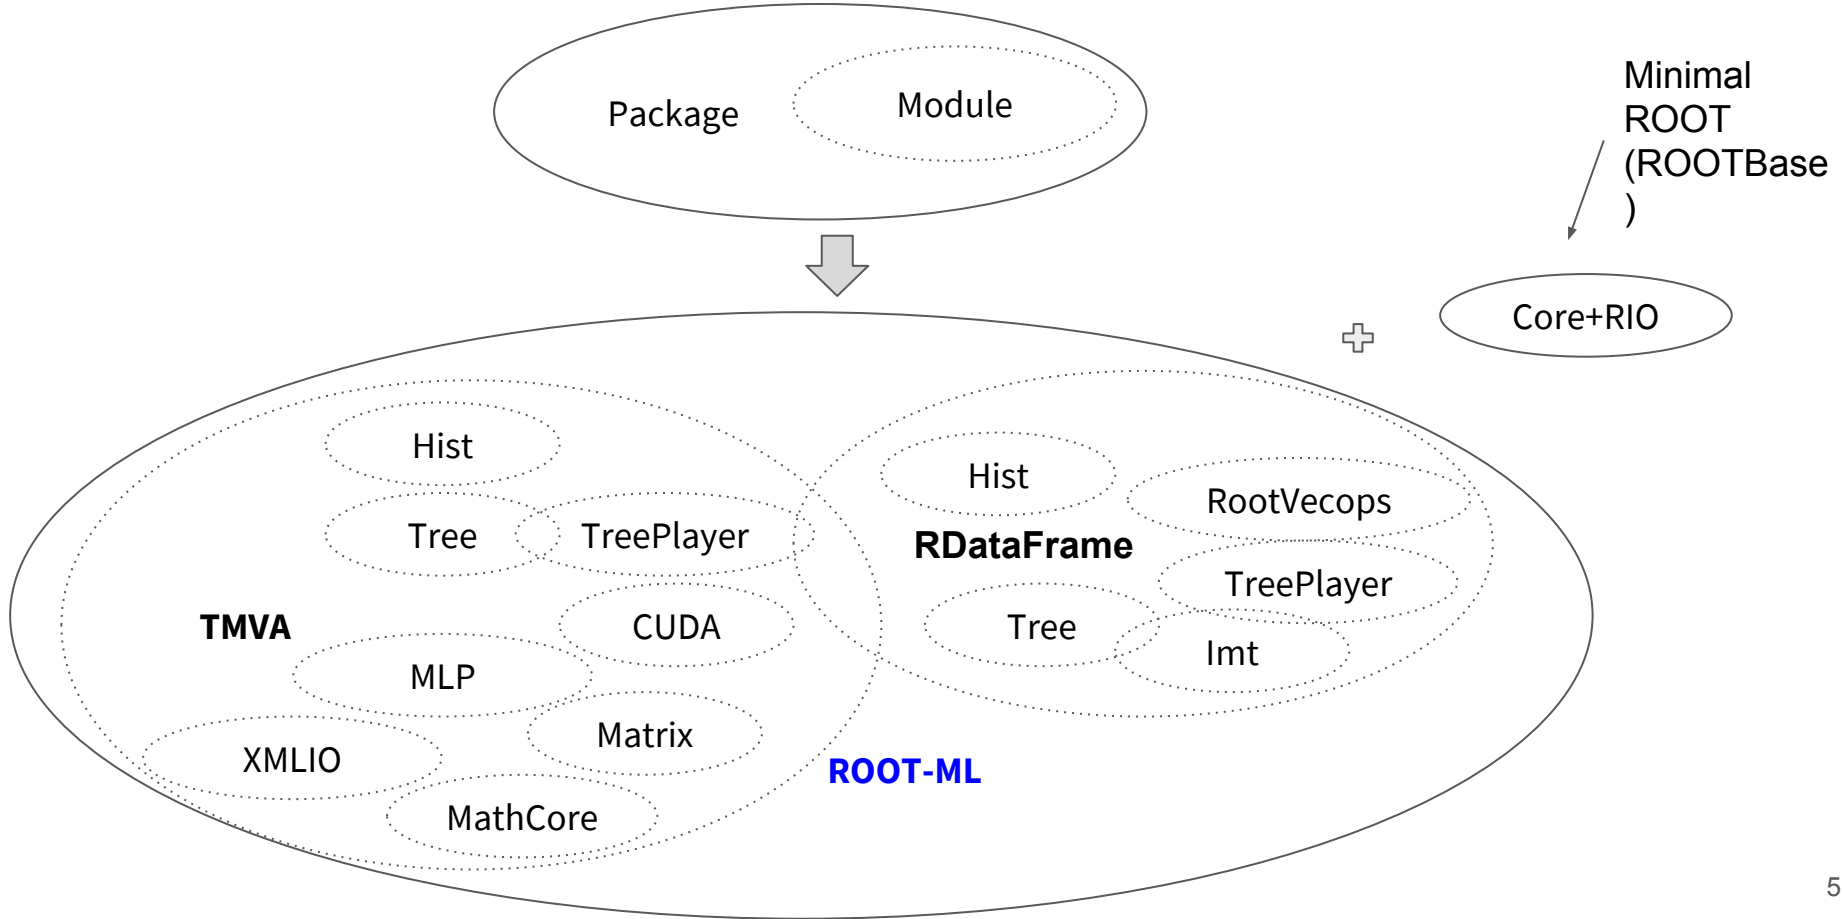 Package
Module
Minimal
ROOT
(ROOTBase
)
Core+RIO
Hist
Tree
TreePlayer
TMVA
CUDA
MLP
Matrix
XMLIO
MathCore
Hist
RootVecops
RDataFrame
TreePlayer
Tree
Imt
ROOT-ML
5